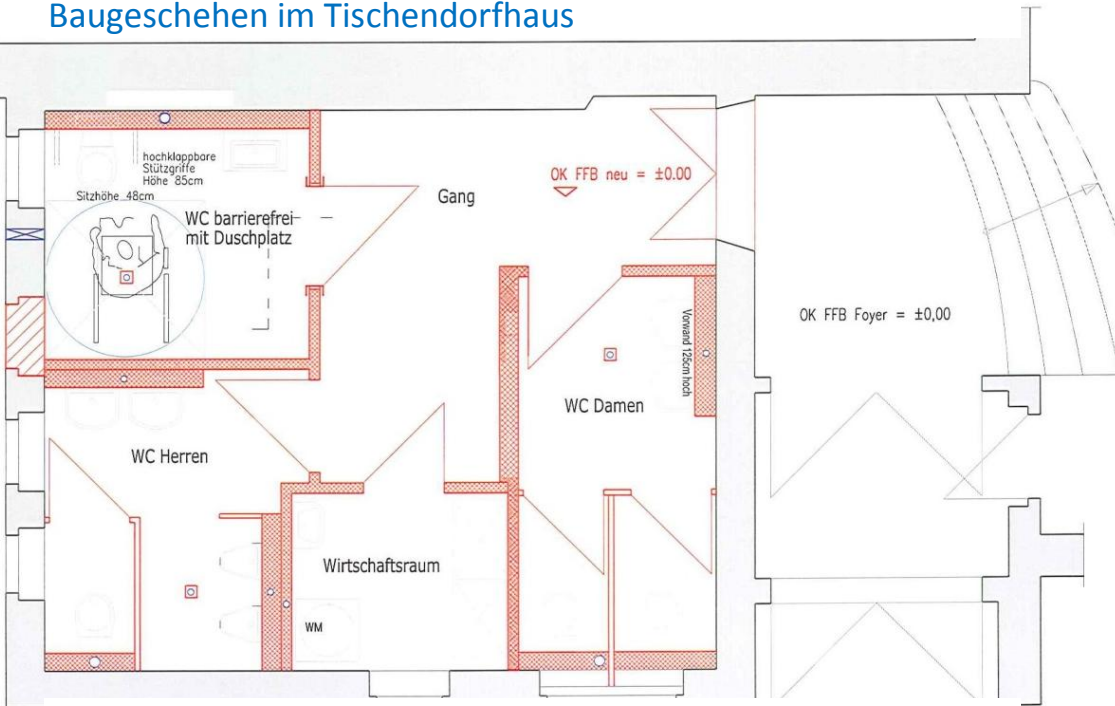 Baugeschehen im Tischendorfhaus
hochklappbare
Stützgriffe
Höhe 85cm
Sitzhöhe 48cm
WC barrierefrei
mit Duschplatz
Gang
OK FFB neu = ±0.00
OK FFB Foyer = ±0,00
Vorwand 125cm hoch
WC Damen
WC Herren
Wirtschaftsraum
WM